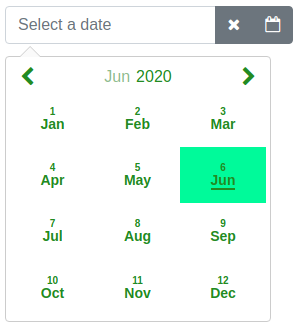 Select a date
Jun 2020
1 2 3
Jan Feb Mar
4 5 6
Apr May Jun
7 8 9
Jul Aug Sep
10 11 12
Oct Nov Dec